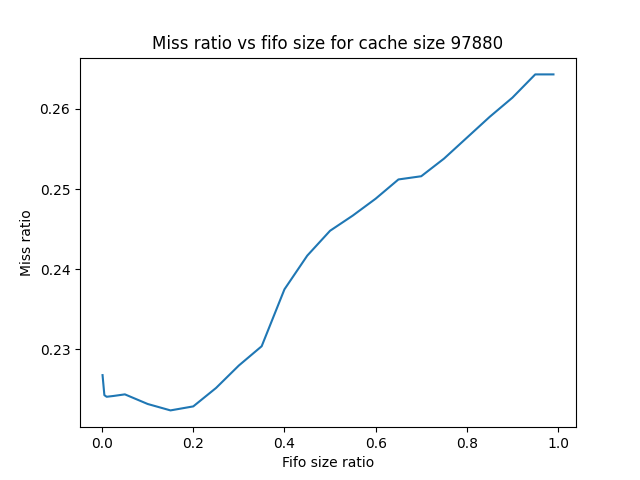 Miss ratio vs fifo size for cache size 97880
0.26
0.25
0.24
0.23
Miss ratio
0.0 0.2 0.4 0.6 0.8 1.0
Fifo size ratio